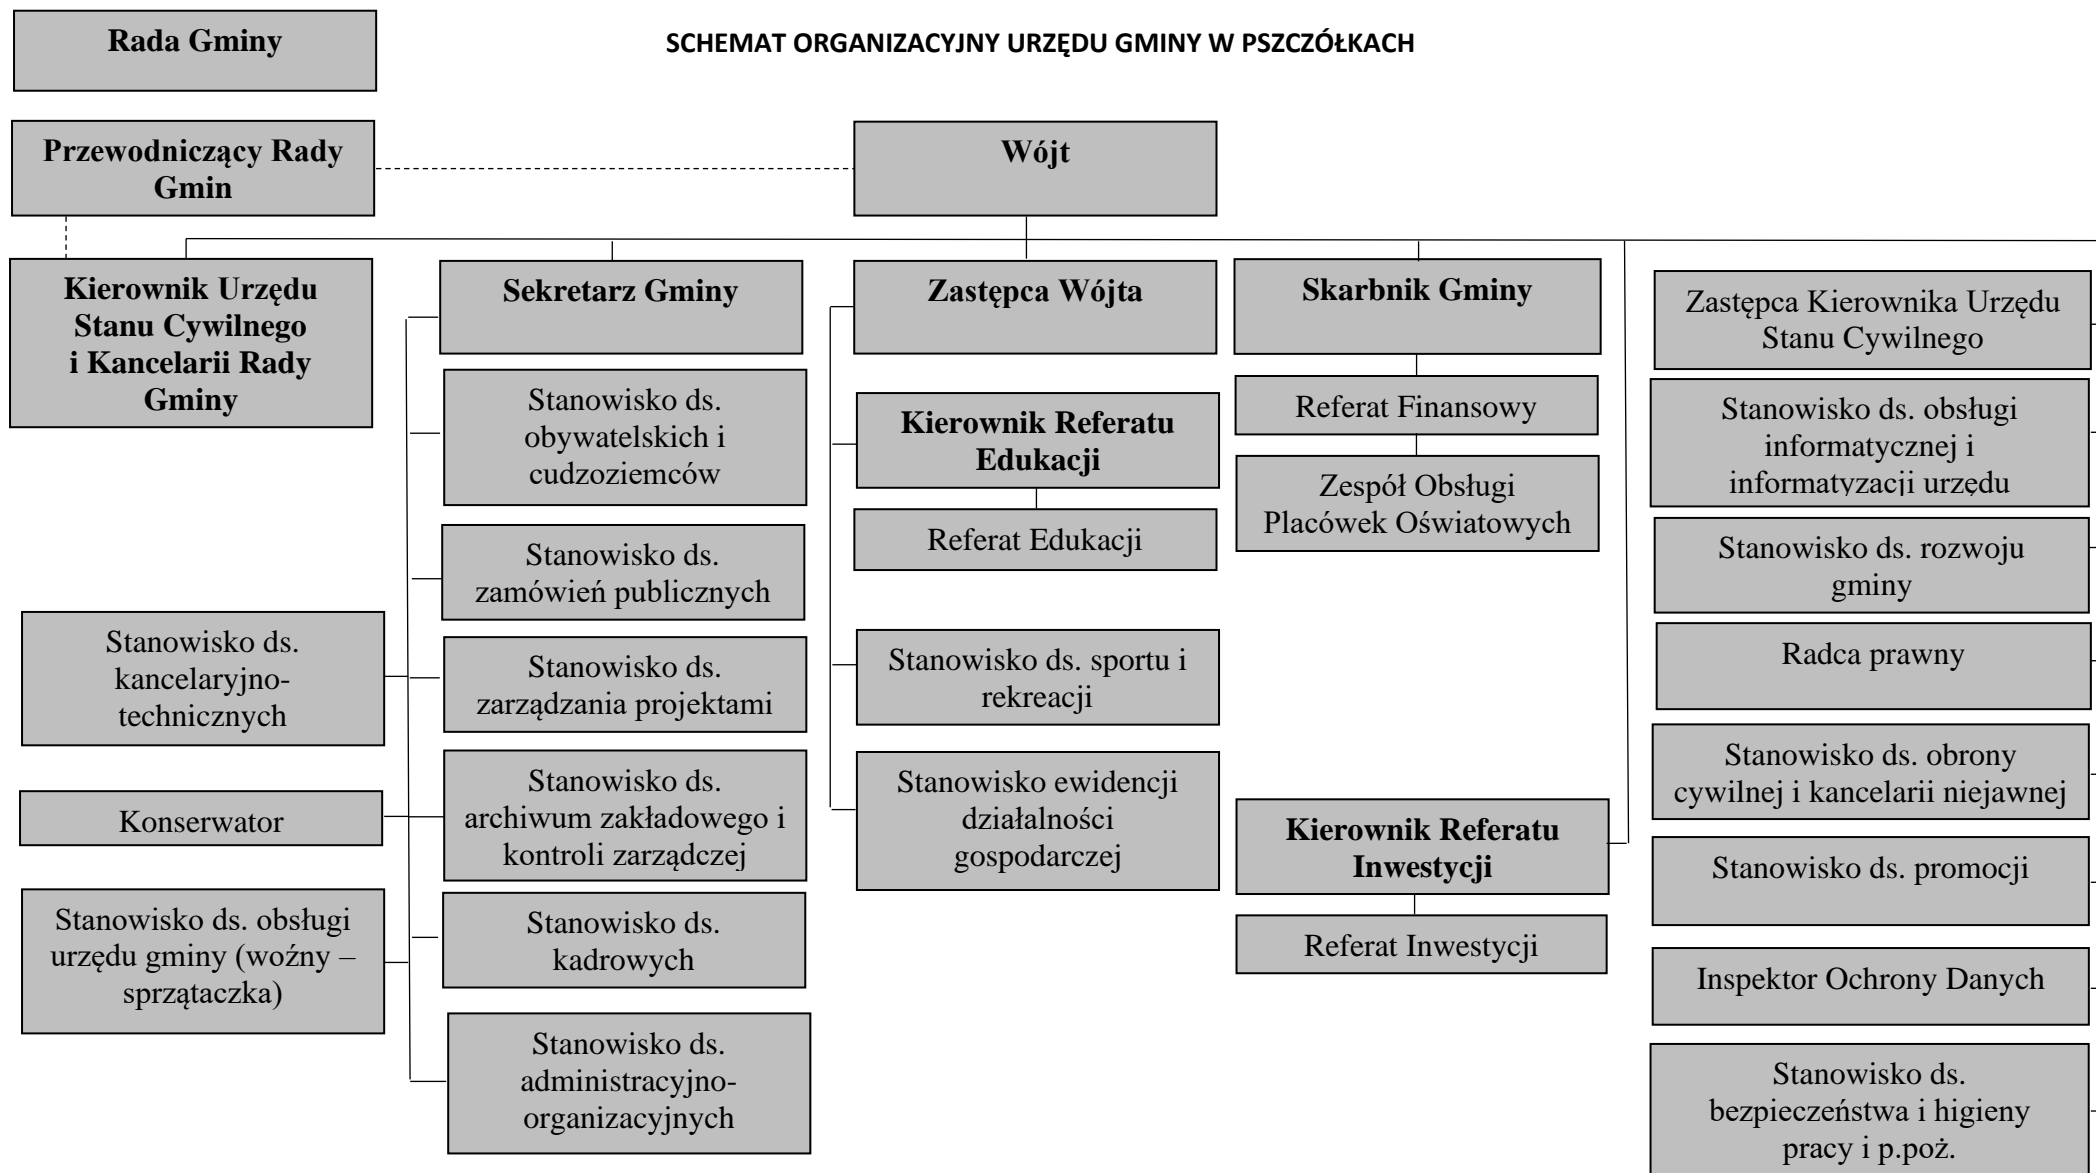 Rada Gminy
SCHEMAT ORGANIZACYJNY URZĘDU GMINY W PSZCZÓŁKACH
Przewodniczący Rady
Gmin
Wójt
Kierownik Urzędu
Stanu Cywilnego
i Kancelarii Rady
Gminy
Sekretarz Gminy
Zastępca Wójta
Skarbnik Gminy
Zastępca Kierownika Urzędu
Stanu Cywilnego
Stanowisko ds.
obywatelskich i
cudzoziemców
Kierownik Referatu
Edukacji
Referat Finansowy
Stanowisko ds. obsługi
informatycznej i
informatyzacji urzędu
Zespół Obsługi
Placówek Oświatowych
Referat Edukacji
Stanowisko ds.
zamówień publicznych
Stanowisko ds. rozwoju
gminy
Stanowisko ds.
kancelaryjno-
technicznych
Stanowisko ds.
zarządzania projektami
Stanowisko ds. sportu i
rekreacji
Radca prawny
Stanowisko ds. obrony
cywilnej i kancelarii niejawnej
Konserwator
Stanowisko ds.
archiwum zakładowego i
kontroli zarządczej
Stanowisko ewidencji
działalności
gospodarczej
Kierownik Referatu
Inwestycji
Stanowisko ds. promocji
Stanowisko ds. obsługi
urzędu gminy (woźny –
sprzątaczka)
Stanowisko ds.
kadrowych
Referat Inwestycji
Inspektor Ochrony Danych
Stanowisko ds.
administracyjno-
organizacyjnych
Stanowisko ds.
bezpieczeństwa i higieny
pracy i p.poż.